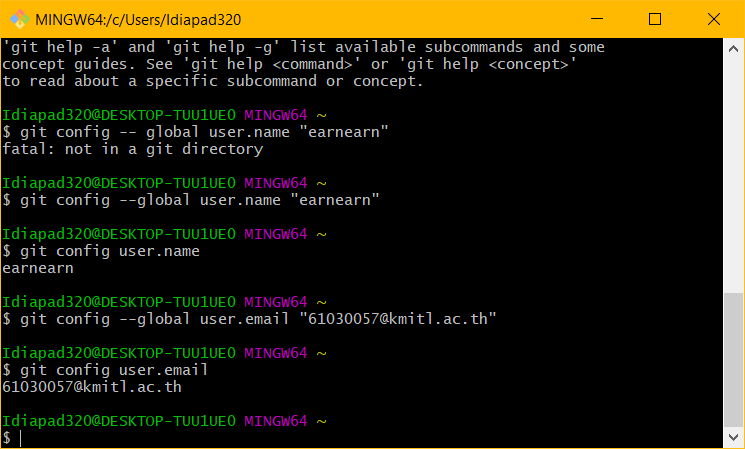 MINGW64:/c/Users/Idiapad320
'git help -a' and 'git help -g' list available subcommands and some
concept guides. See 'git help <command>' or 'git help <concept>'
to read about a specific subcommand or concept.
Idiapad320@DESKTOP-TUU1UE0 MINGW64 ~
$ git config -- global user.name "earnearn"
fatal: not in a git directory
Idiapad320@DESKTOP-TUU1UE0 MINGW64 ~
$ git config --global user.name "earnearn"
Idiapad320@DESKTOP-TUU1UE0 MINGW64 ~
$ git config user.name
earnearn
Idiapad320@DESKTOP-TUU1UE0 MINGW64 ~
$ git config --global user.email "61030057@kmitl.ac.th"
Idiapad320@DESKTOP-TUU1UE0 MINGW64 ~
$ git config user.email
61030057@kmitl.ac.th
Idiapad320@DESKTOP-TUU1UE0 MINGW64 ~
$